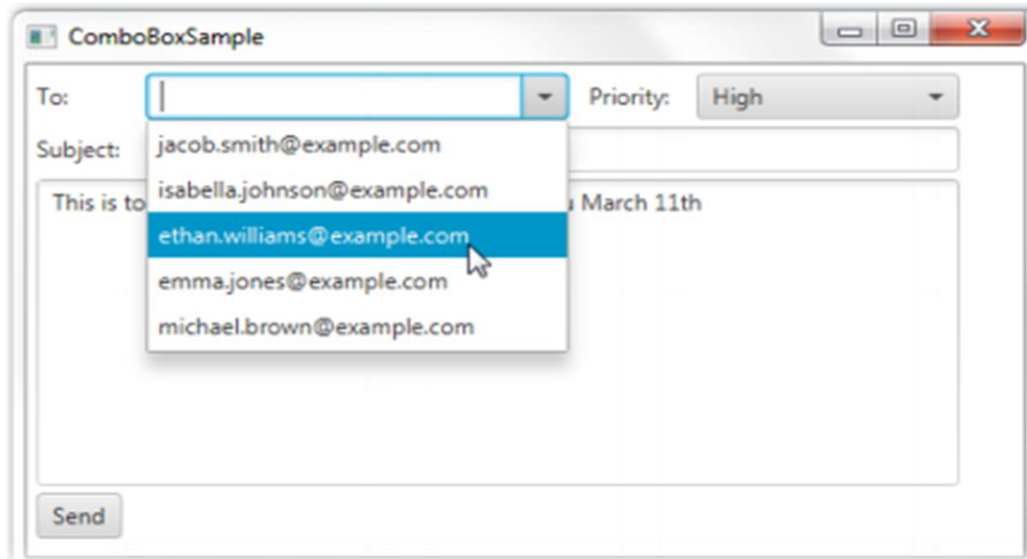 ComboBoxSample
To: Priority: High
Subject:
jacob.smith@example.com
isabella.johnson@example.com
This is to March 11th
ethan.williams@example.com
emma.jones@example.com
michael.brown@example.com
Send